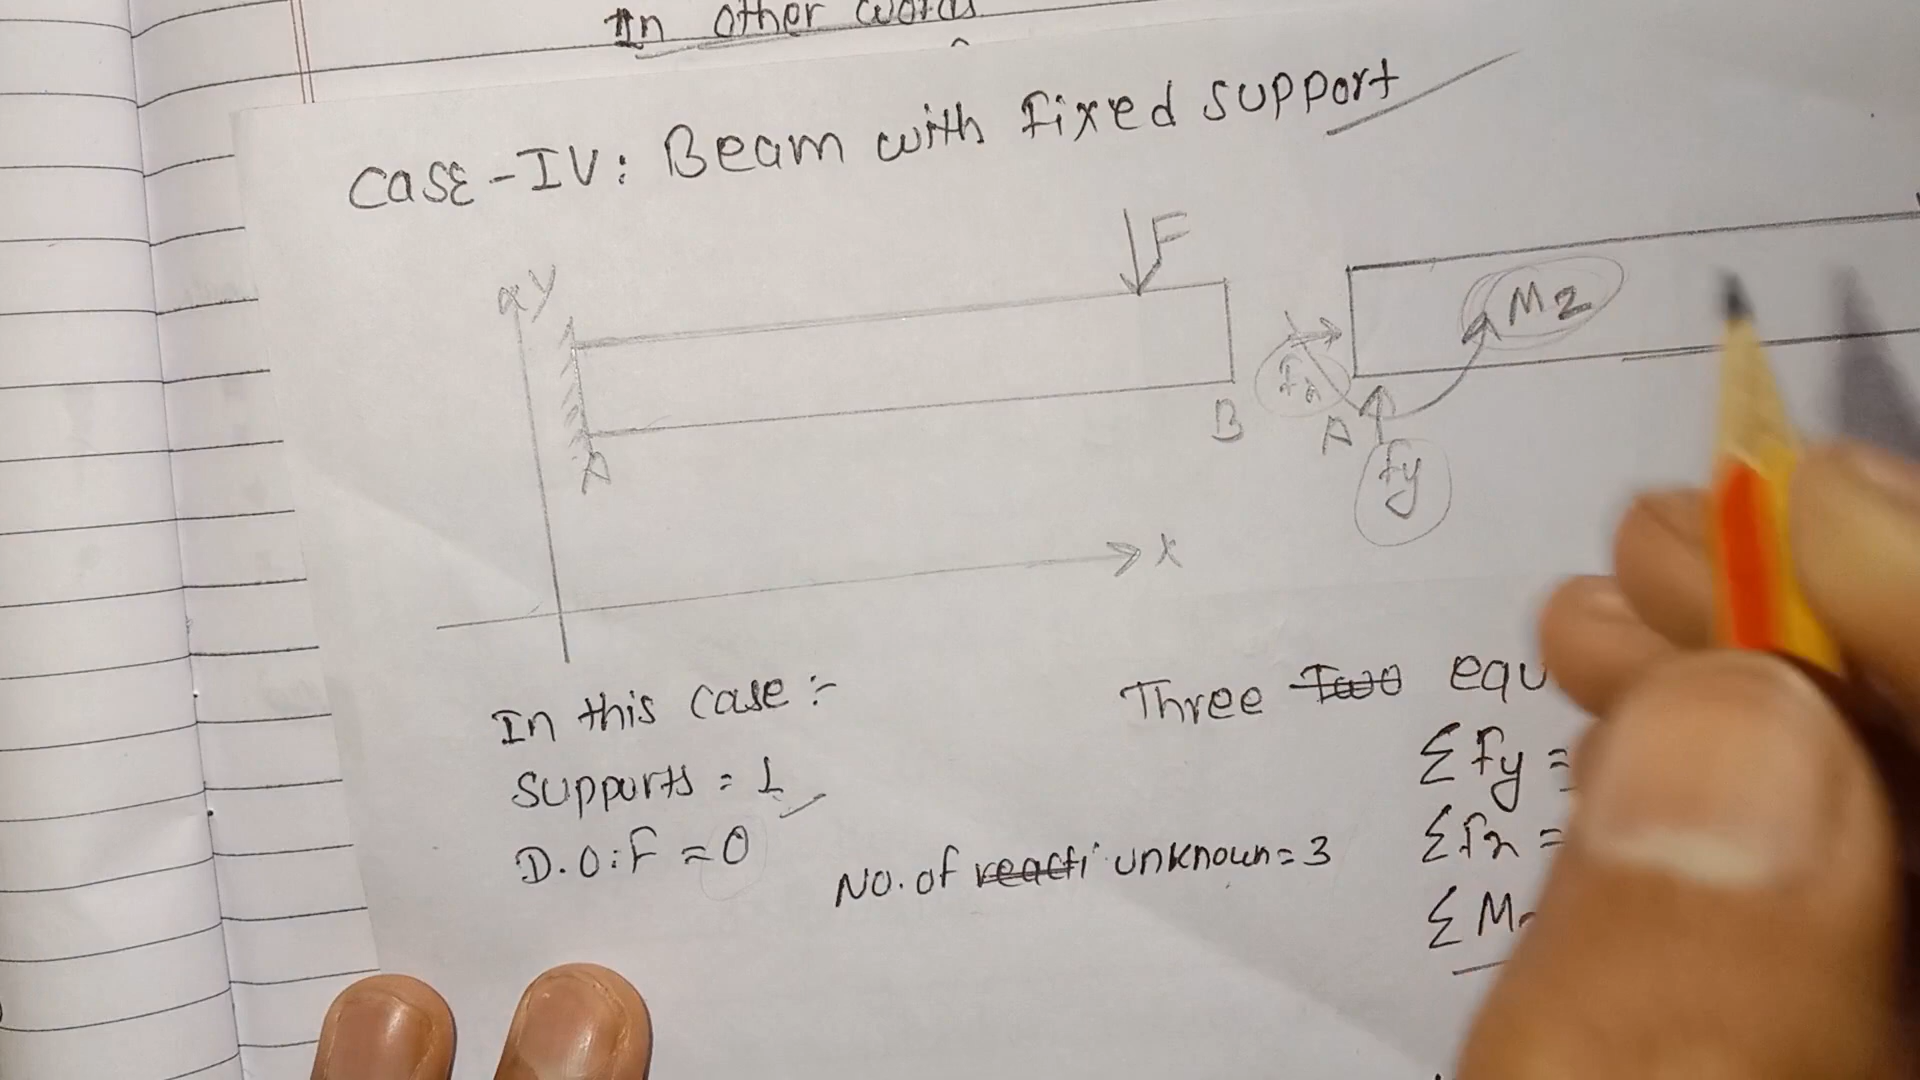 In other words
CASE-IV: Beam with fixed support
y
F
Mz
fx
B
A
A
fy
x
In this case :-
Three Two equ
Supports = 1
Σfy =
D.O.F = 0
Σfx =
No. of reacti unknown = 3
ΣM